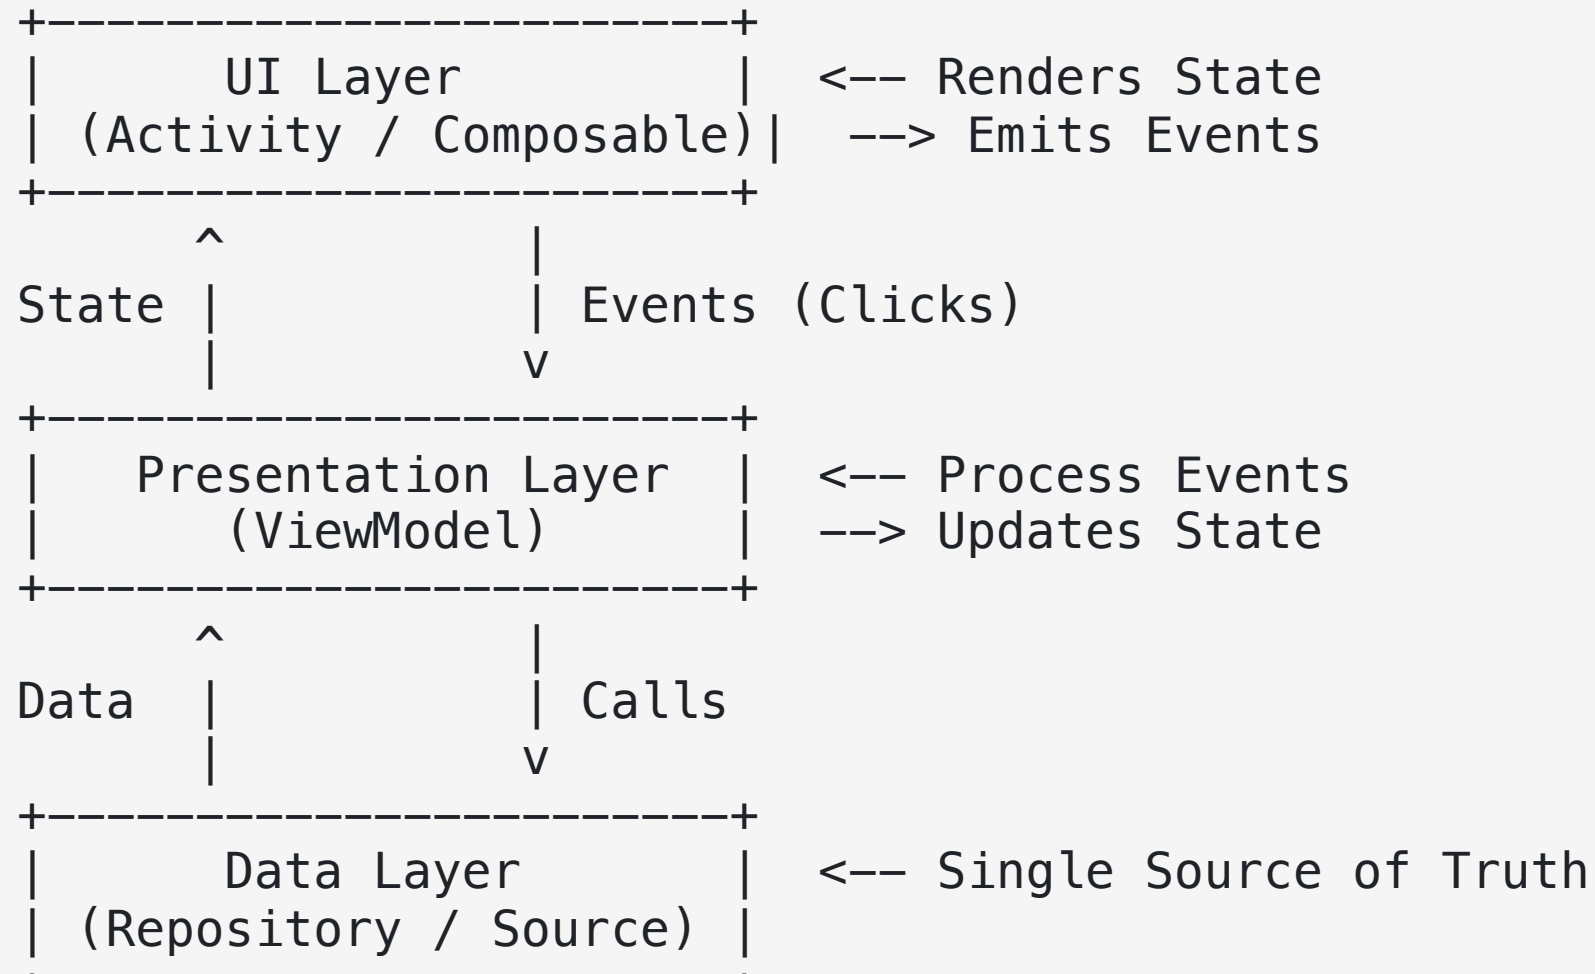 +------------------------+
|      UI Layer         |  <-- Renders State
| (Activity / Composable)|  --> Emits Events
+------------------------+
      ^          |
State |          | Events (Clicks)
      |          v
+------------------------+
|   Presentation Layer  |  <-- Process Events
|      (ViewModel)      |  --> Updates State
+------------------------+
      ^          |
Data  |          | Calls
      |          v
+------------------------+
|      Data Layer       |  <-- Single Source of Truth
| (Repository / Source) |